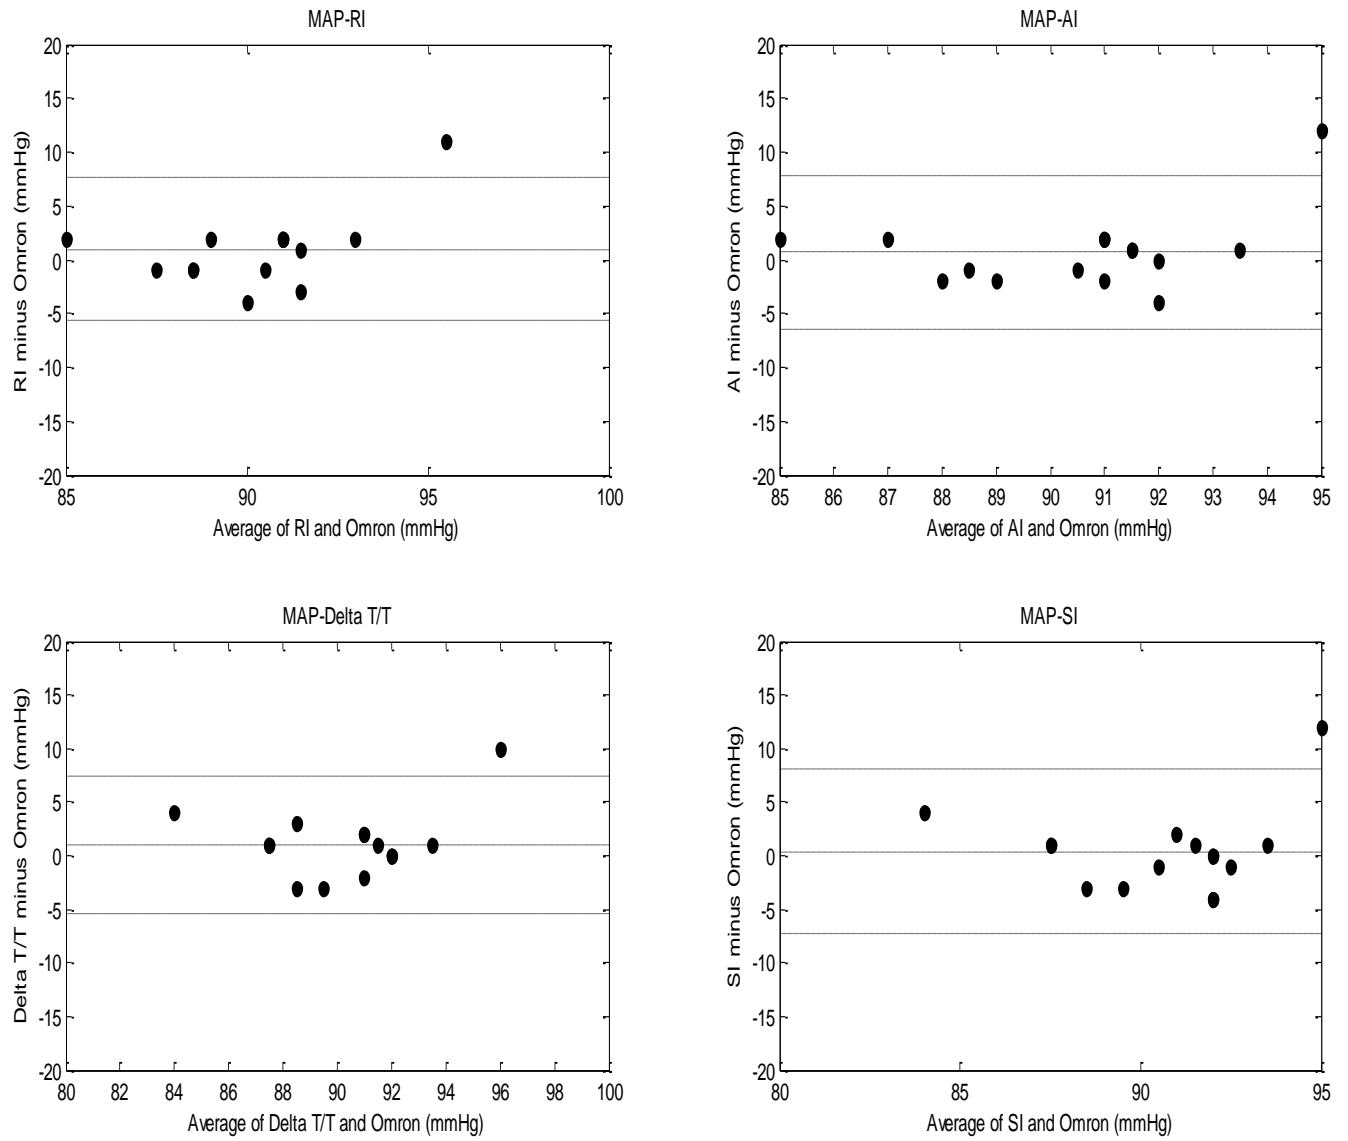 MAP-RI
20
15
10
5
0
-5
-10
-15
-20
RI minus Omron (mmHg)
85 90 95 100
Average of RI and Omron (mmHg)
MAP-AI
20
15
10
5
0
-5
-10
-15
-20
AI minus Omron (mmHg)
85 86 87 88 89 90 91 92 93 94 95
Average of AI and Omron (mmHg)
MAP-Delta T/T
20
15
10
5
0
-5
-10
-15
-20
Delta T/T minus Omron (mmHg)
80 82 84 86 88 90 92 94 96 98 100
Average of Delta T/T and Omron (mmHg)
MAP-SI
20
15
10
5
0
-5
-10
-15
-20
SI minus Omron (mmHg)
80 85 90 95
Average of SI and Omron (mmHg)